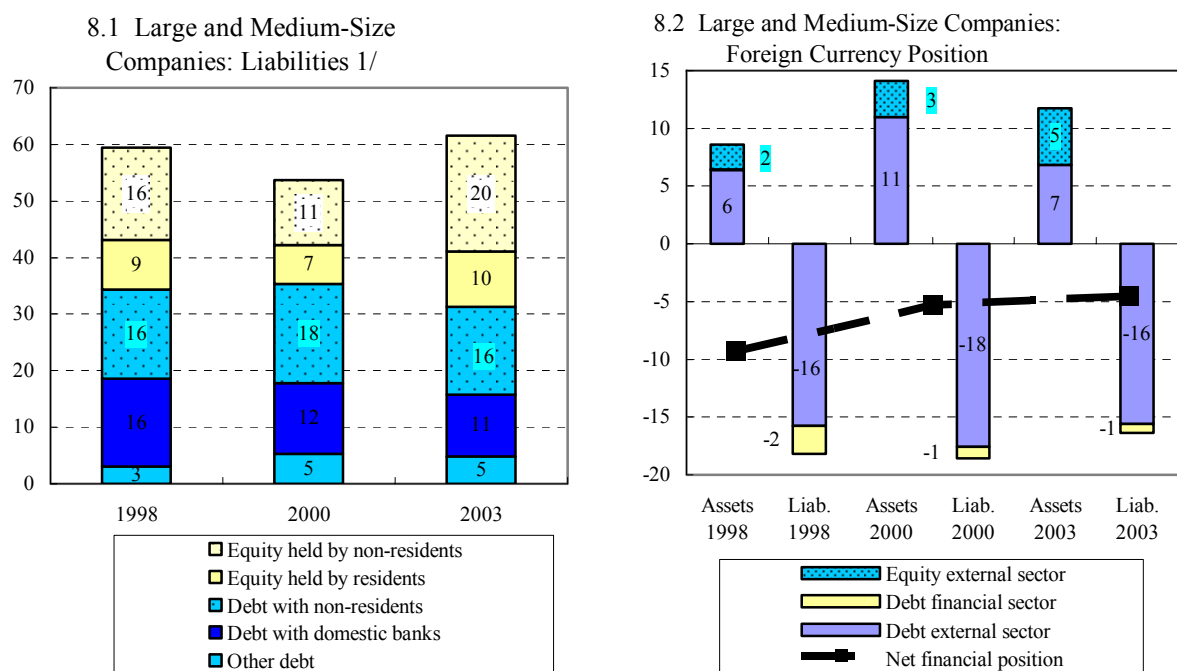 8.1 Large and Medium-Size
Companies: Liabilities 1/
70
60
50
40
30
20
10
0
16
9
16
16
3
11
7
18
12
5
20
10
16
11
5
1998
2000
2003
Equity held by non-residents
Equity held by residents
Debt with non-residents
Debt with domestic banks
Other debt
8.2 Large and Medium-Size Companies:
Foreign Currency Position
15
10
5
0
-5
-10
-15
-20
2
6
-16
-2
3
11
-18
-1
5
7
-16
-1
Assets
1998
Liab.
1998
Assets
2000
Liab.
2000
Assets
2003
Liab.
2003
Equity external sector
Debt financial sector
Debt external sector
Net financial position